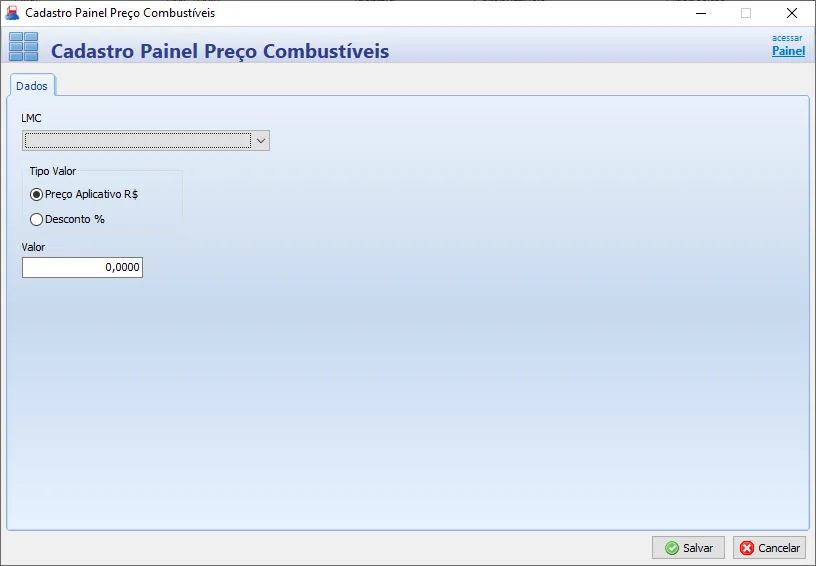 Cadastro Painel Preço Combustíveis
Cadastro Painel Preço Combustíveis
acessar
Painel
Dados
LMC
Tipo Valor
Preço Aplicativo R$
Desconto %
Valor
0,0000
Salvar
Cancelar